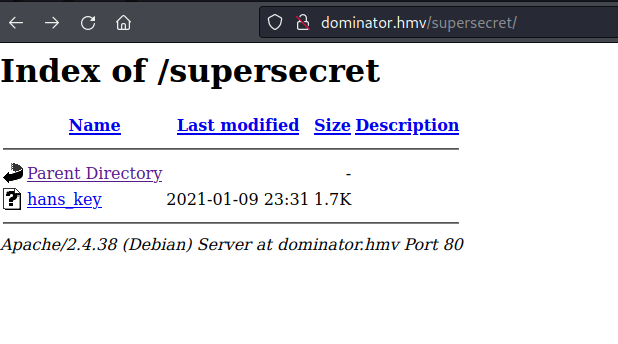 dominator.hmv/supersecret/
Index of /supersecret
Name Last modified Size Description
Parent Directory -
hans_key 2021-01-09 23:31 1.7K
Apache/2.4.38 (Debian) Server at dominator.hmv Port 80